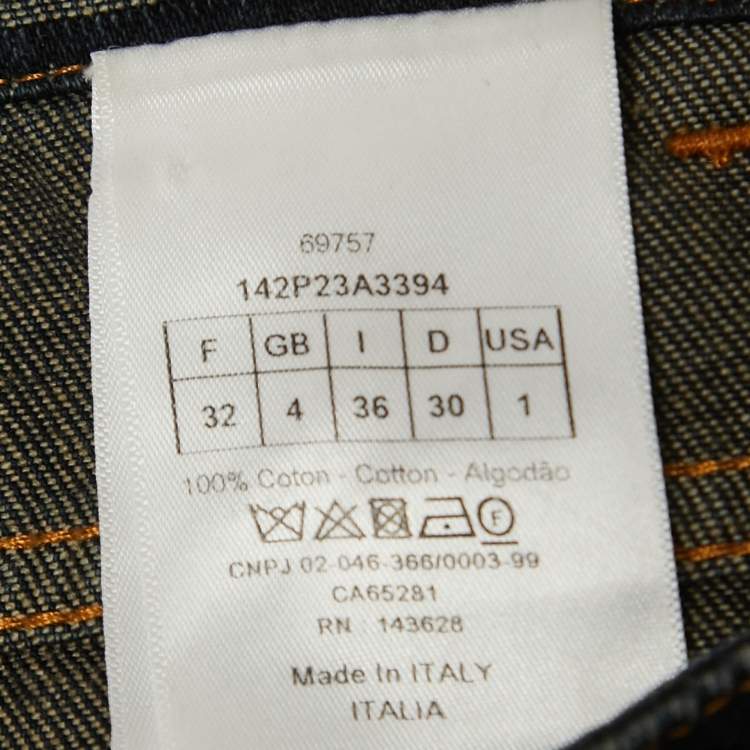 69757
142P23A3394
F GB I D USA
32 4 36 30 1
100% Coton - Cotton - Algodão
F
CNPJ 02-046-366/0003-99
CA65281
RN : 143628
Made In ITALY
ITALIA